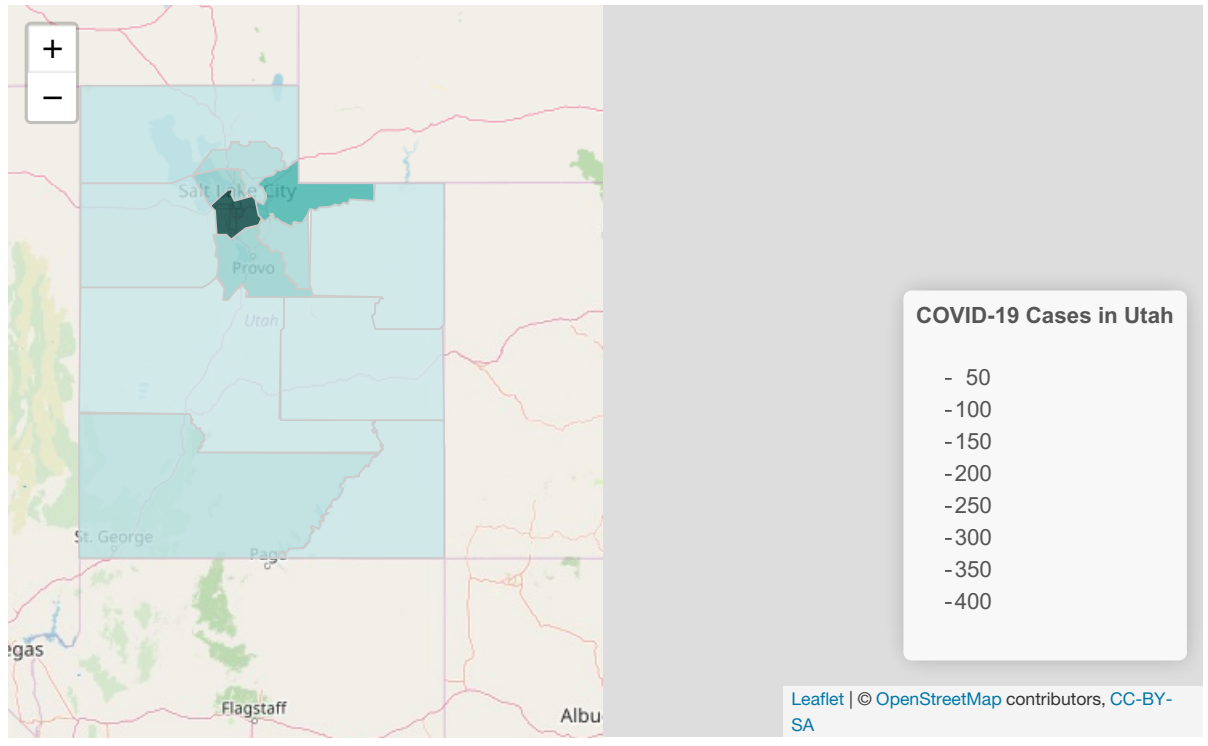 +
−
Salt Lake City
Provo
Utah
St. George
Page
egas
Flagstaff
Albu
COVID-19 Cases in Utah
- 50
-100
-150
-200
-250
-300
-350
-400
Leaflet | © OpenStreetMap contributors, CC-BY-
SA